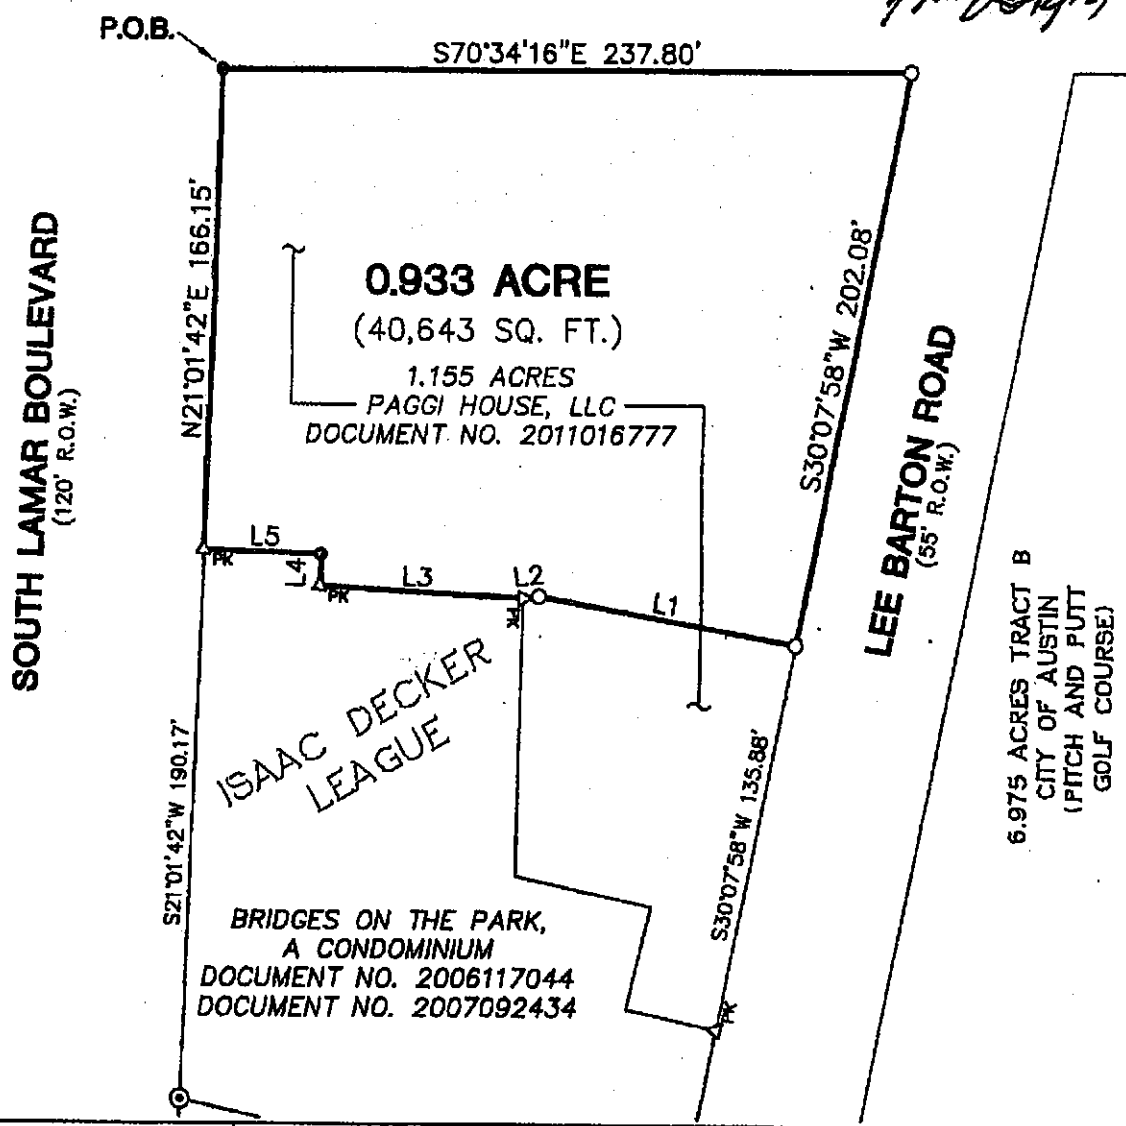 P.O.B.
S70°34'16"E 237.80'
N21°01'42"E 166.15'
SOUTH LAMAR BOULEVARD
(120' R.O.W.)
0.933 ACRE
(40,643 SQ. FT.)
1.155 ACRES
PAGGI HOUSE, LLC
DOCUMENT NO. 2011016777
S30°07'58"W 202.08'
LEE BARTON ROAD
(55' R.O.W.)
L5
PK
L4
PK
L3
L2
PK
L1
6.975 ACRES TRACT B
CITY OF AUSTIN
(PITCH AND PUTT
GOLF COURSE)
ISAAC DECKER
LEAGUE
S21°01'42"W 190.17'
S30°07'58"W 135.88'
BRIDGES ON THE PARK,
A CONDOMINIUM
DOCUMENT NO. 2006117044
DOCUMENT NO. 2007092434
PK